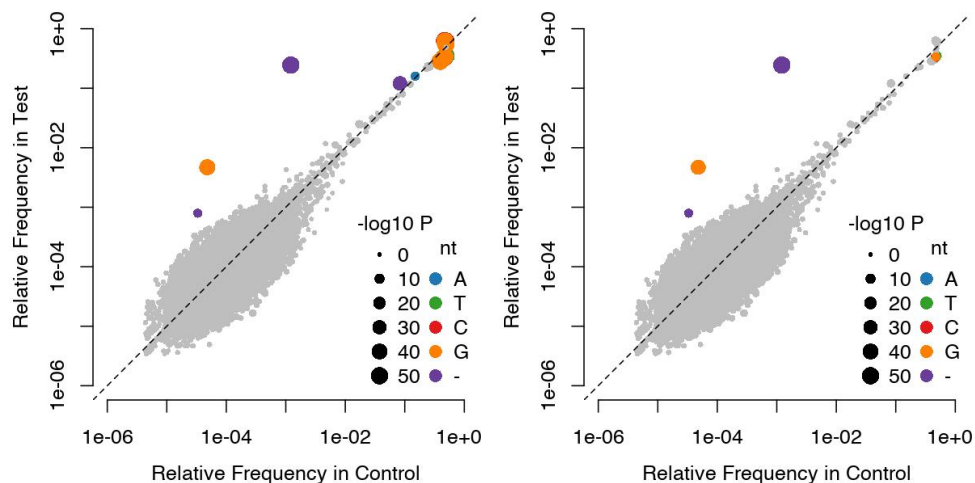 Relative Frequency in Test
1e+0
1e-02
1e-04
1e-06
-log10 P
nt
0
10 A
20 T
30 C
40 G
50 -
1e-06 1e-04 1e-02 1e+0
Relative Frequency in Control
Relative Frequency in Test
1e+0
1e-02
1e-04
1e-06
-log10 P
nt
0
10 A
20 T
30 C
40 G
50 -
1e-06 1e-04 1e-02 1e+0
Relative Frequency in Control